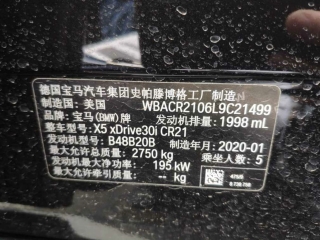 德国宝马汽车集团史帕滕博格工厂制造
制造国: 美国 WBACR2106L9C21499
品牌: 宝马(BMW)牌 发动机排量: 1998 mL
整车型号: X5 xDrive30i CR21
发动机型号: B48B20B 制造年月: 2020-01
最大允许总质量: 2750 kg 乘坐人数: 5
发动机最大净功率: 195 kW
最大允许牵引质量: -- kg